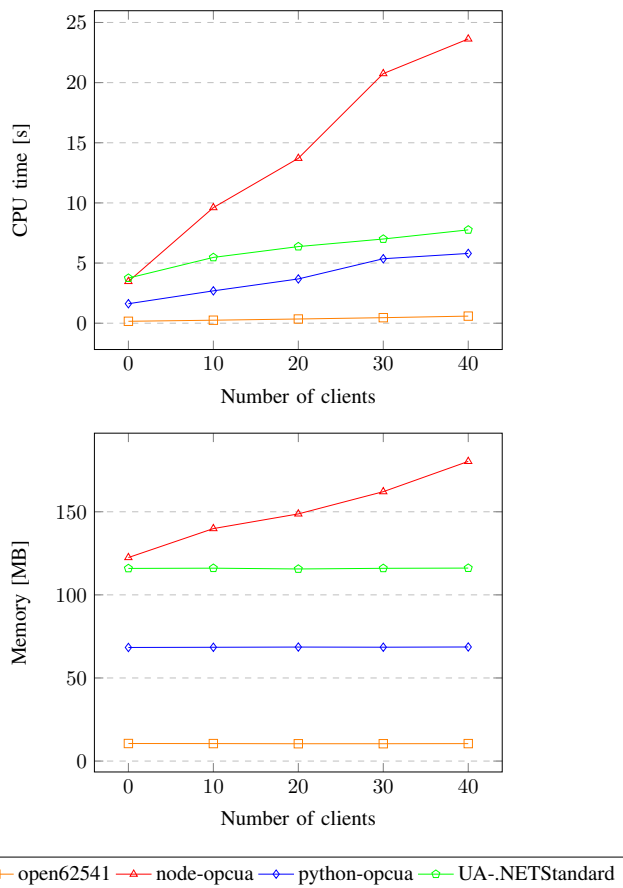 25
20
15
10
5
0
CPU time [s]
0 10 20 30 40
Number of clients
150
100
50
0
Memory [MB]
0 10 20 30 40
Number of clients
open62541 node-opcua python-opcua UA-.NETStandard